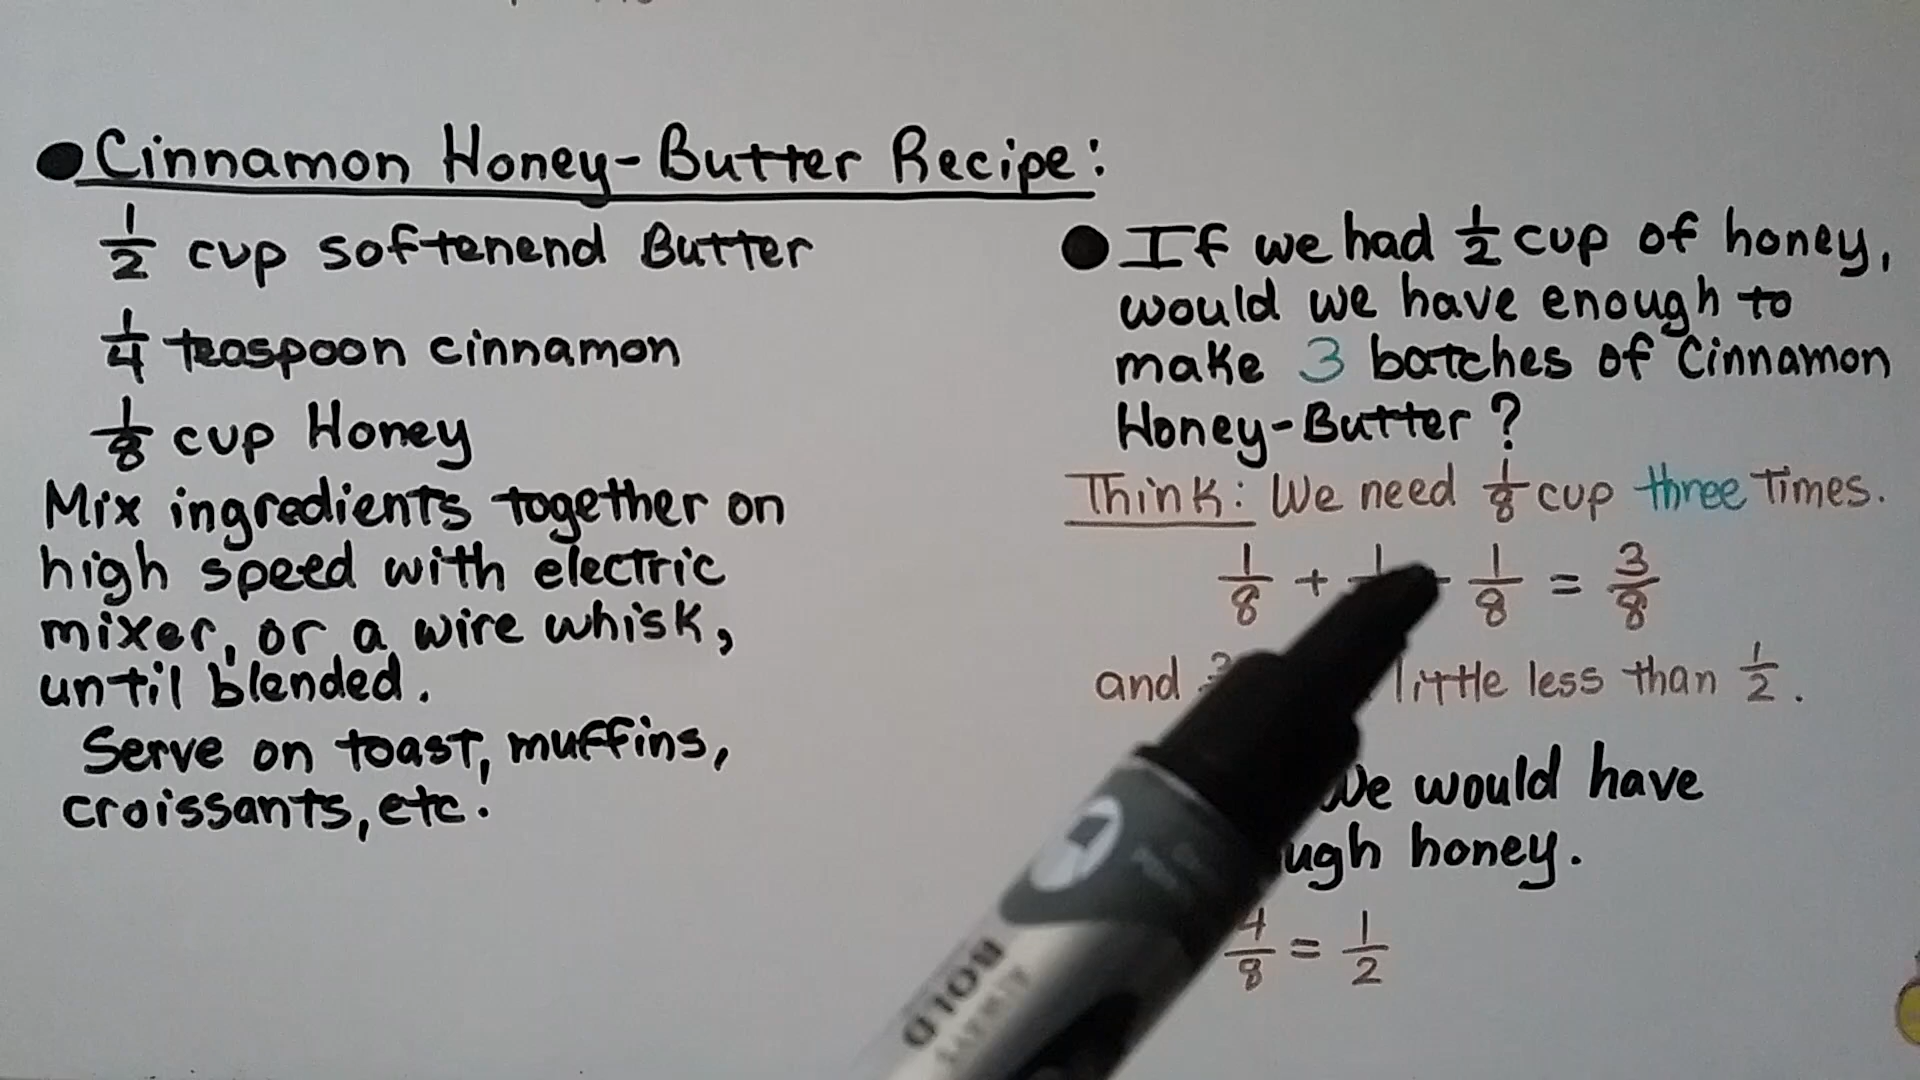 Cinnamon Honey-Butter Recipe:
1/2 cup softenend Butter
1/4 teaspoon cinnamon
1/8 cup Honey
Mix ingredients together on
high speed with electric
mixer, or a wire whisk,
until blended.
Serve on toast, muffins,
croissants, etc.
If we had 1/2 cup of honey,
would we have enough to
make 3 batches of Cinnamon
Honey-Butter?
Think: We need 1/8 cup three times.
1/8 + 1/8 = 3/8
and little less than 1/2.
We would have
honey.
4/8 = 1/2
BOLD